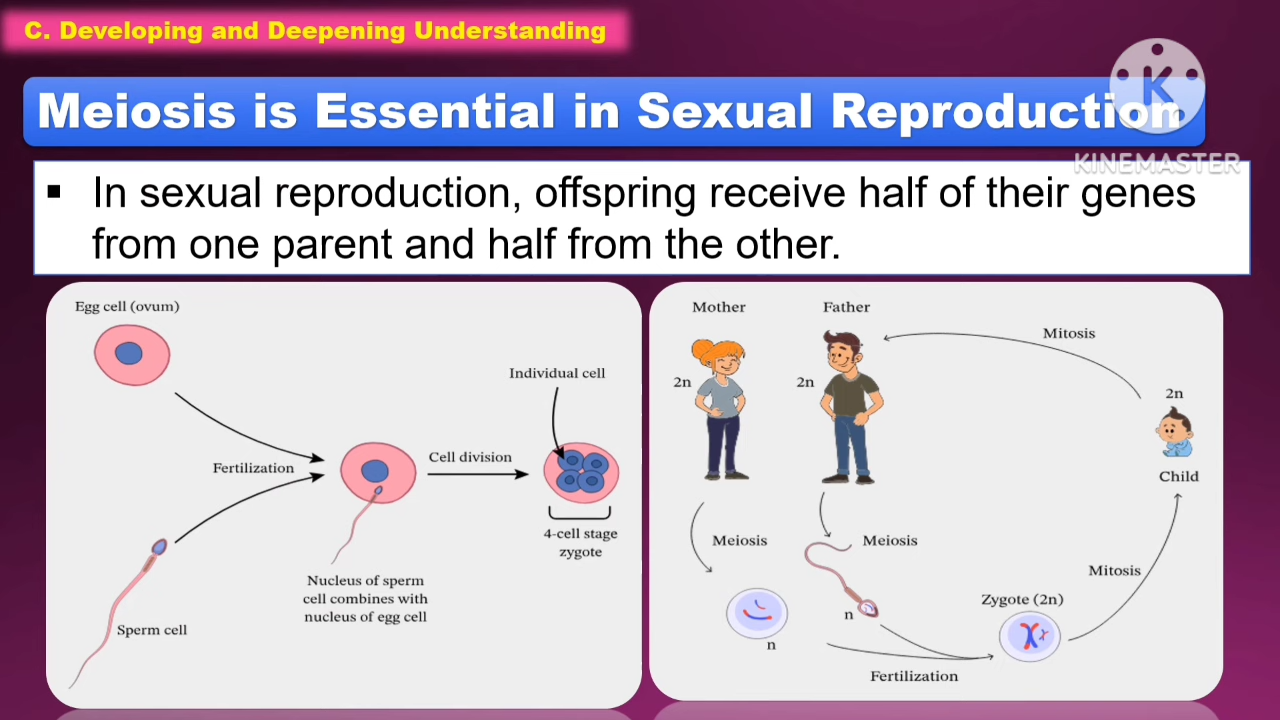 C. Developing and Deepening Understanding
Meiosis is Essential in Sexual Reproduction
K
KINEMASTER
▪ In sexual reproduction, offspring receive half of their genes
from one parent and half from the other.
Egg cell (ovum)
Individual cell
Fertilization
Cell division
4-cell stage
zygote
Nucleus of sperm
cell combines with
nucleus of egg cell
Sperm cell
Mother
Father
Mitosis
2n
2n
2n
Child
Meiosis
Meiosis
Mitosis
Zygote (2n)
n
n
Fertilization